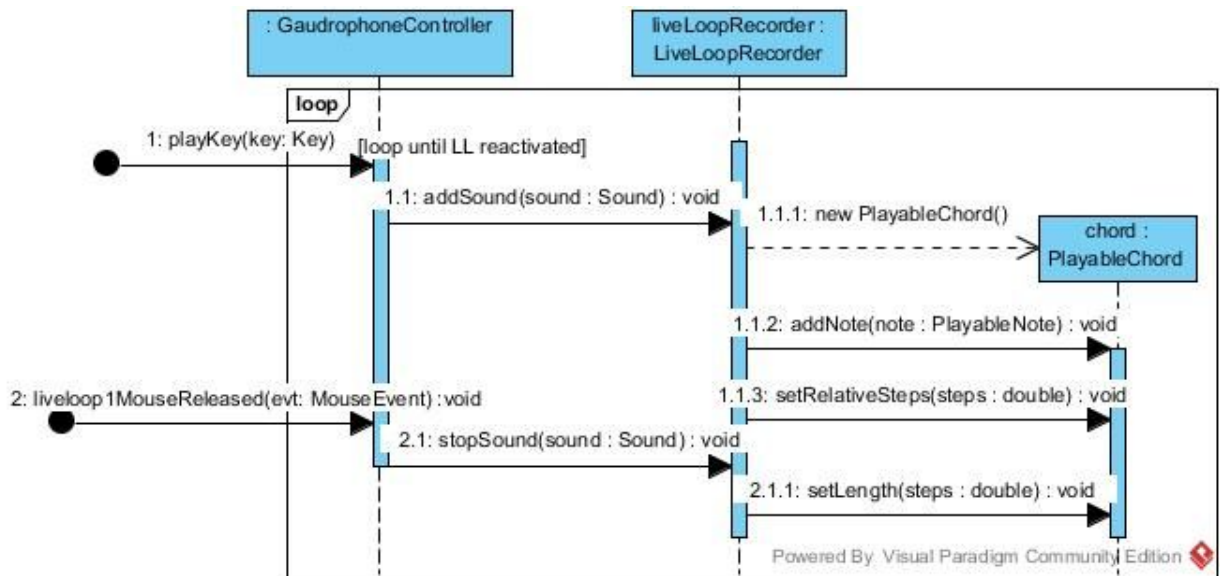 : GaudrophoneController
liveLoopRecorder :
LiveLoopRecorder
loop
1: playKey(key: Key)
[loop until LL reactivated]
1.1: addSound(sound : Sound) : void
1.1.1: new PlayableChord()
chord :
PlayableChord
1.1.2: addNote(note : PlayableNote) : void
1.1.3: setRelativeSteps(steps : double) : void
2: liveloop1MouseReleased(evt: MouseEvent) :void
2.1: stopSound(sound : Sound) : void
2.1.1: setLength(steps : double) : void
Powered By Visual Paradigm Community Edition